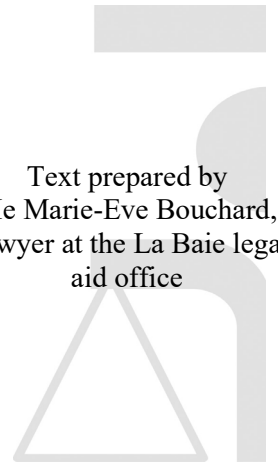 Text prepared by
Marie-Eve Bouchard,
wyer at the La Baie lega
aid office